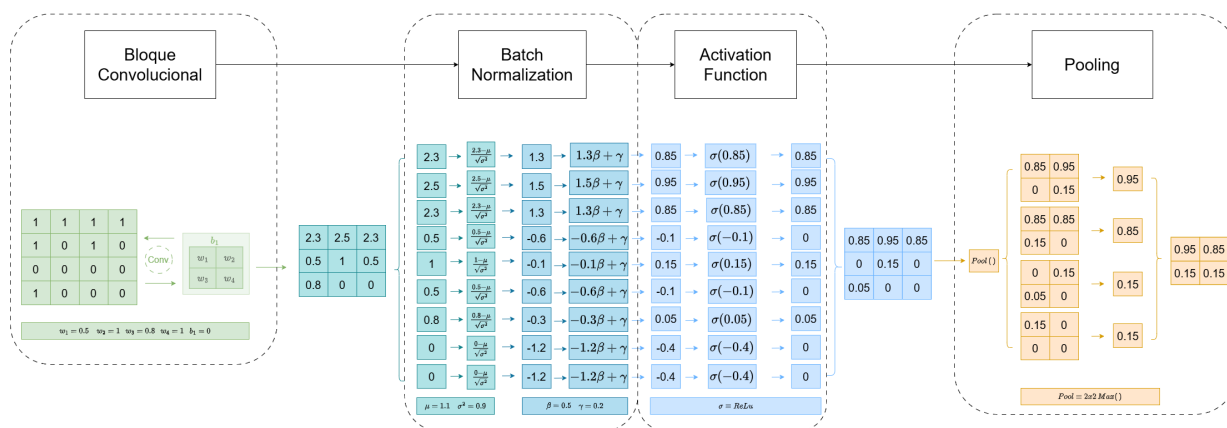 Bloque
Convolucional
Batch
Normalization
Activation
Function
Pooling
1 1 1 1
1 0 1 0
0 0 0 0
1 0 0 0
Conv
b₁
w₁ w₂
w₃ w₄
w₁ = 0.5 w₂ = 1 w₃ = 0.8 w₄ = 1 b₁ = 0
2.3 2.5 2.3
0.5 1 0.5
0.8 0 0
2.3 (2.3−μ)/√σ² 1.3 1.3β + γ 0.85 σ(0.85) 0.85
2.5 (2.5−μ)/√σ² 1.5 1.5β + γ 0.95 σ(0.95) 0.95
2.3 (2.3−μ)/√σ² 1.3 1.3β + γ 0.85 σ(0.85) 0.85
0.5 (0.5−μ)/√σ² -0.6 −0.6β + γ -0.1 σ(−0.1) 0
1 (1−μ)/√σ² -0.1 −0.1β + γ 0.15 σ(0.15) 0.15
0.5 (0.5−μ)/√σ² -0.6 −0.6β + γ -0.1 σ(−0.1) 0
0.8 (0.8−μ)/√σ² -0.3 −0.3β + γ 0.05 σ(0.05) 0.05
0 (0−μ)/√σ² -1.2 −1.2β + γ -0.4 σ(−0.4) 0
0 (0−μ)/√σ² -1.2 −1.2β + γ -0.4 σ(−0.4) 0
μ = 1.1 σ² = 0.9
β = 0.5 γ = 0.2
σ = ReLu
0.85 0.95 0.85
0 0.15 0
0.05 0 0
Pool()
0.85 0.95
0 0.15
0.95
0.85 0.85
0.15 0
0.85
0 0.15
0.05 0
0.15
0.15 0
0 0
0.15
0.95 0.85
0.15 0.15
Pool = 2x2 Max()